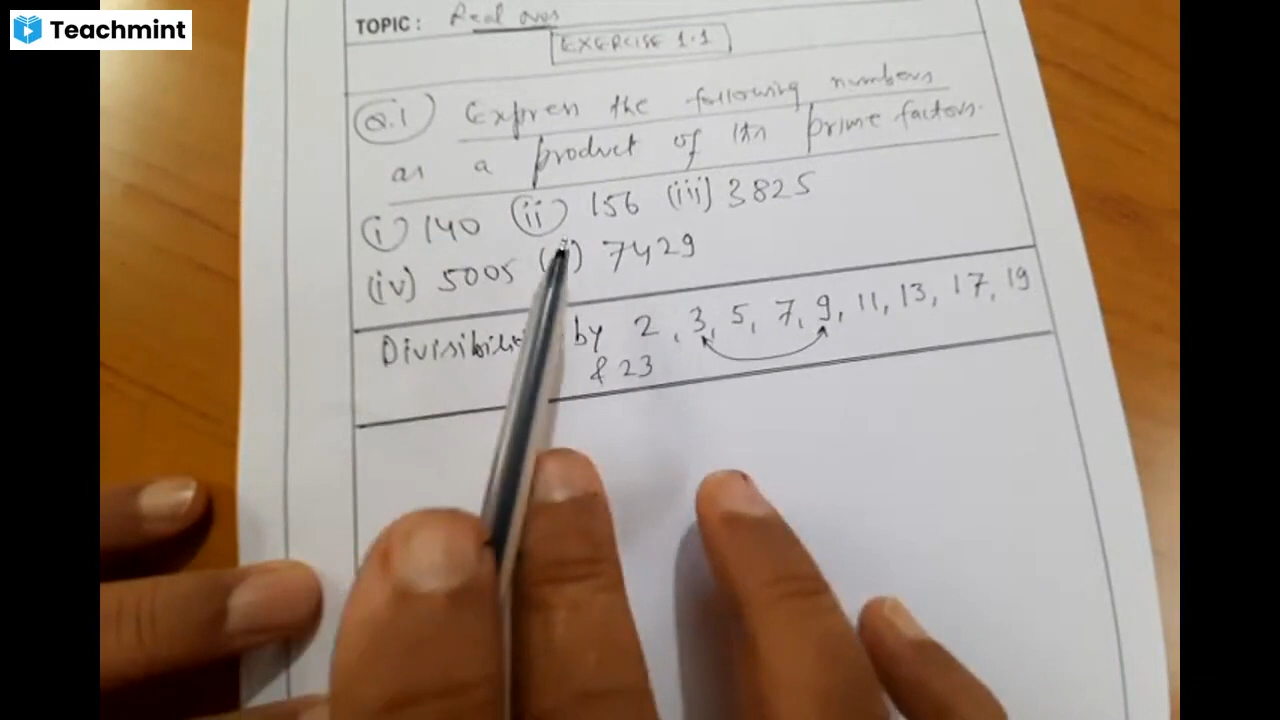 Teachmint
TOPIC : Real
EXERCISE 1.1
Q.1 Express the following numbers
as a product of its prime factors.
(i) 140 (ii) 156 (iii) 3825
(iv) 5005 7429
by 2, 3, 5, 7, 9, 11, 13, 17, 19
& 23